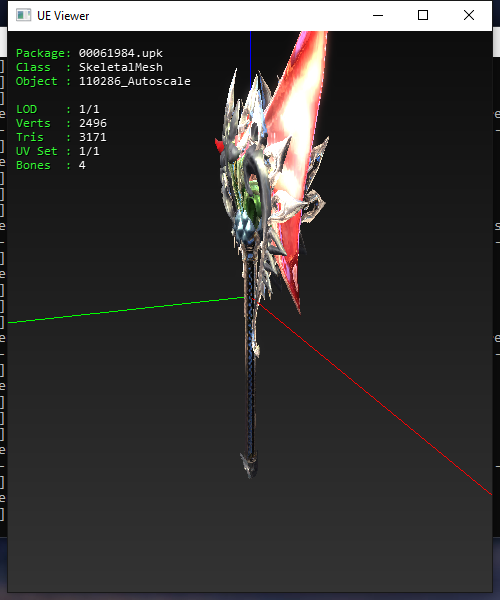 UE Viewer
Package: 00061984.upk
Class : SkeletalMesh
Object : 110286_Autoscale
LOD : 1/1
Verts : 2496
Tris : 3171
UV Set : 1/1
Bones : 4